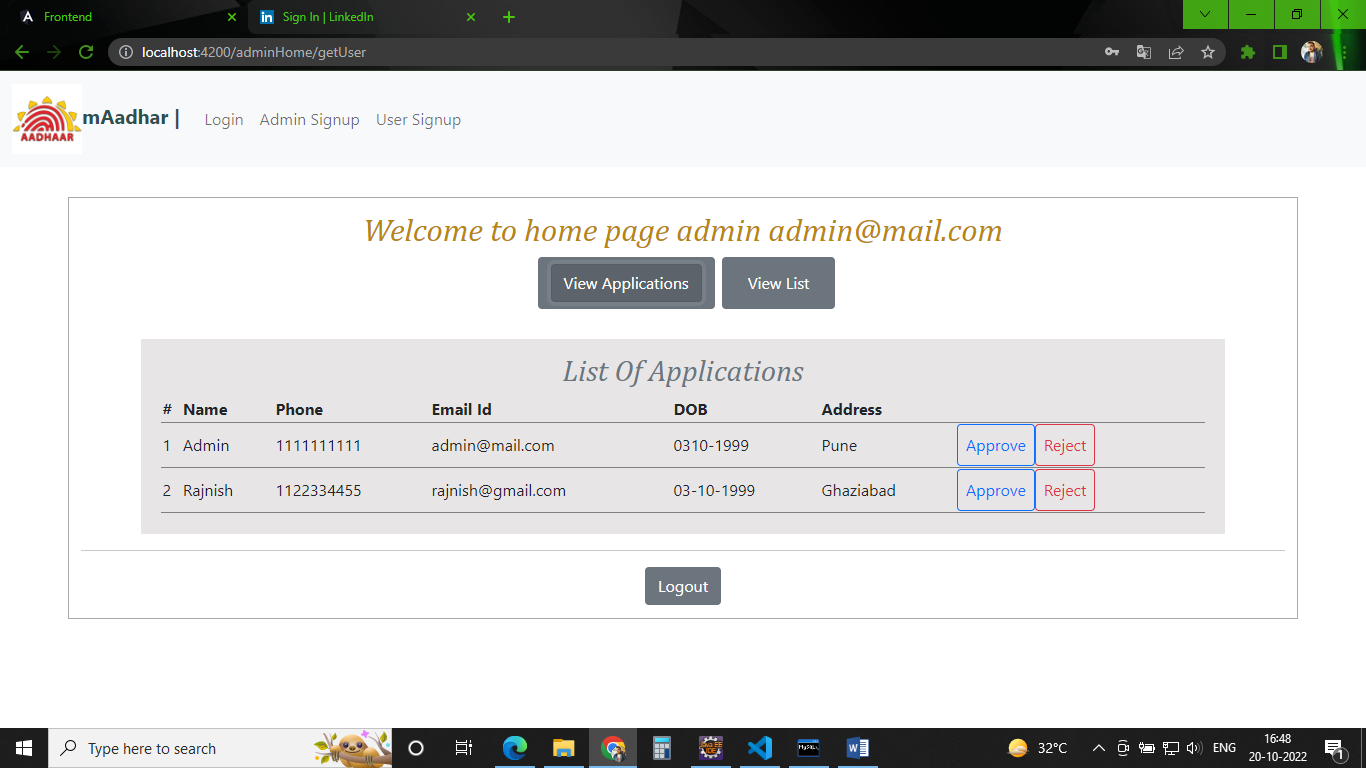 Frontend
Sign In | LinkedIn
localhost:4200/adminHome/getUser
AADHAAR
mAadhar | Login Admin Signup User Signup
Welcome to home page admin admin@mail.com
View Applications View List
List Of Applications
# Name Phone Email Id DOB Address
1 Admin 1111111111 admin@mail.com 0310-1999 Pune Approve Reject
2 Rajnish 1122334455 rajnish@gmail.com 03-10-1999 Ghaziabad Approve Reject
Logout
Type here to search
32°C
ENG
16:48
20-10-2022
1